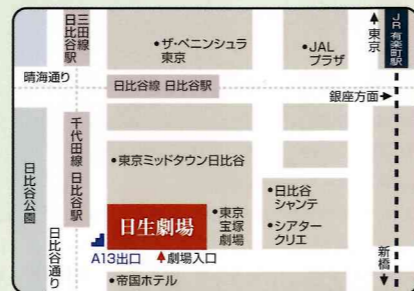 三田線
日比谷駅
•ザ・ペニンシュラ
東京
•JAL
プラザ
↑東京
JR 有楽町駅
晴海通り
日比谷線 日比谷駅
銀座方面→
千代田線 日比谷駅
日比谷公園
日比谷通り
•東京ミッドタウン日比谷
日生劇場
•東京
宝塚
劇場
•日比谷
シャンテ
•シアター
クリエ
A13出口
↑劇場入口
新橋↓
•帝国ホテル